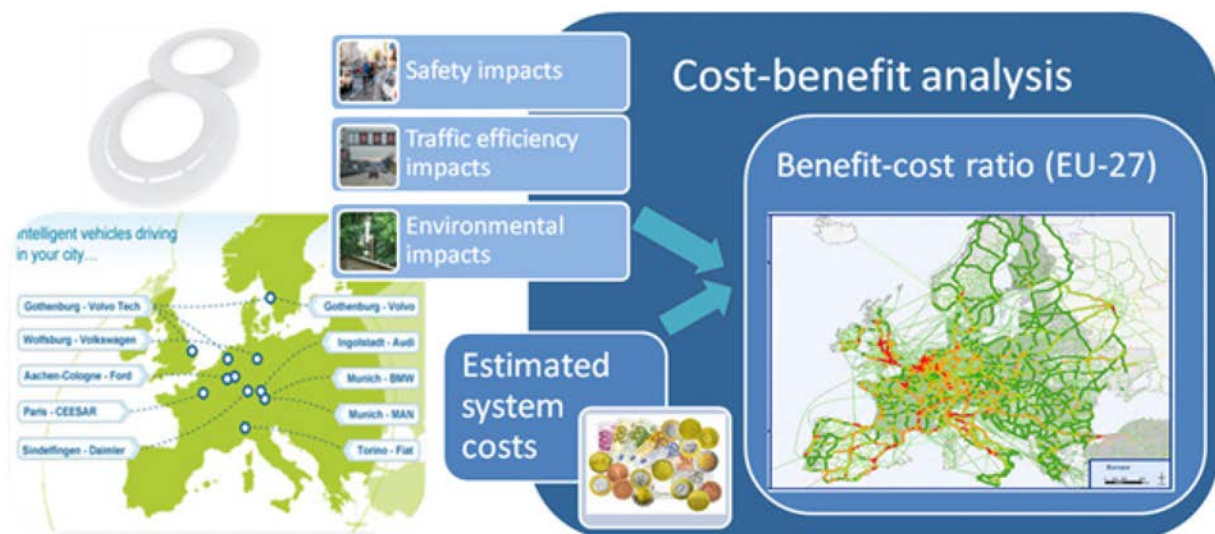 Safety impacts
Traffic efficiency
impacts
Environmental
impacts
Cost-benefit analysis
Benefit-cost ratio (EU-27)
Estimated
system
costs
intelligent vehicles driving
in your city...
Gothenburg - Volvo Tech
Wolfsburg - Volkswagen
Aachen-Cologne - Ford
Paris - CEESAR
Sindelfingen - Daimler
Gothenburg - Volvo
Ingolstadt - Audi
Munich - BMW
Munich - MAN
Torino - Fiat
Europe